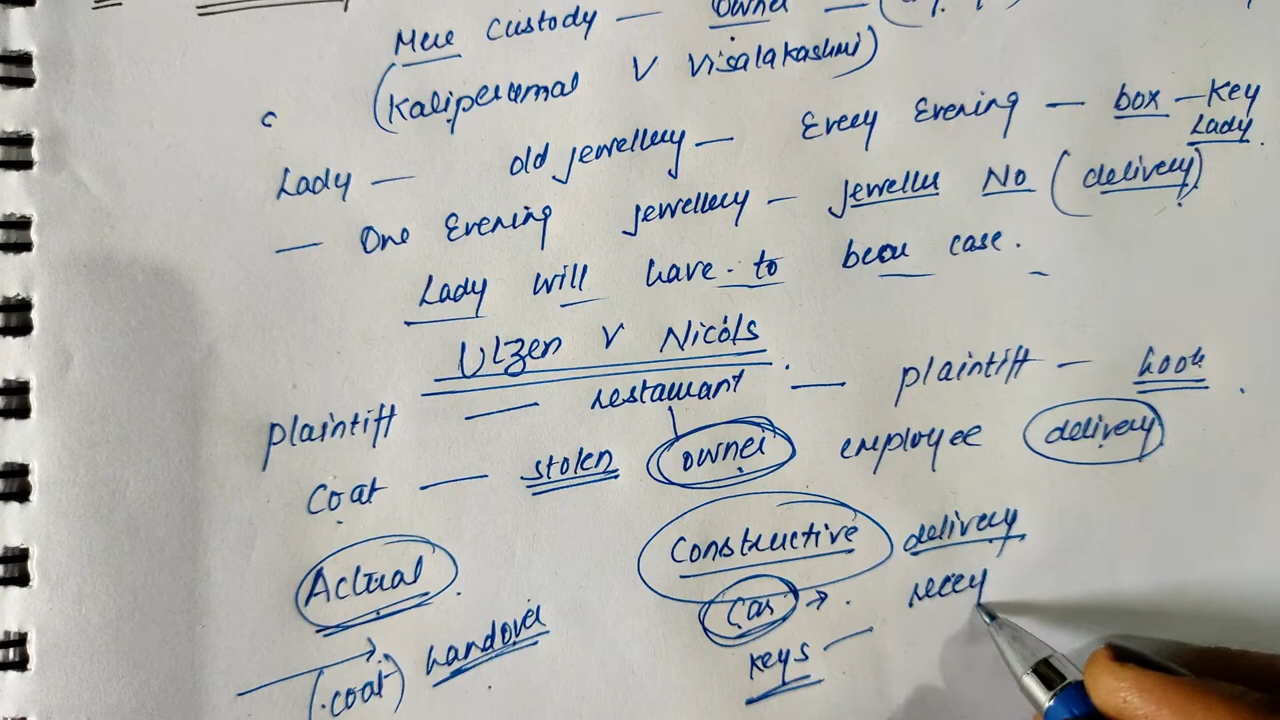 Mere Custody — Owner — (
(Kaliperumal V Visalakashmi)
Lady — old jewellery — Every Evening — box — Key
Lady.
— One Evening jewellery — jewelle No (delivery)
Lady will have to bear case.
Ulzen V Nicols
plaintiff — restaurant — plaintiff — hook
Coat — stolen owner employee delivery
Actual Constructive delivery
(coat) handover Car → .
keys —